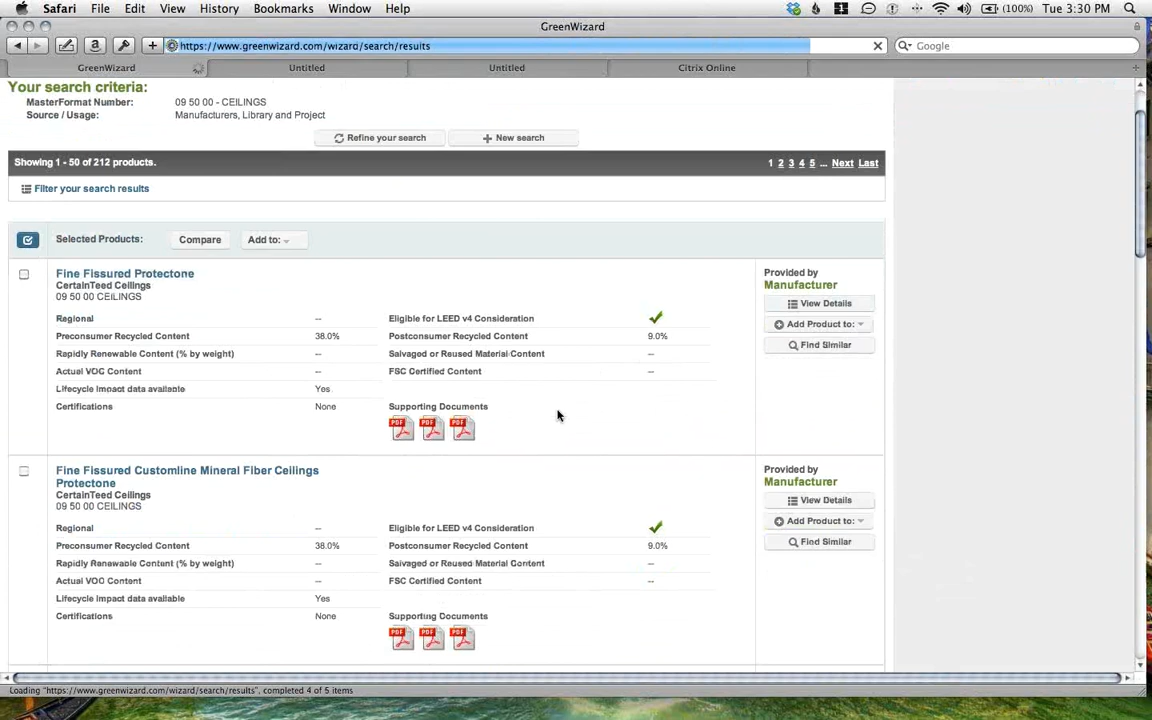 Safari File Edit View History Bookmarks Window Help (100%) Tue 3:30 PM
GreenWizard
https://www.greenwizard.com/wizard/search/results Google
GreenWizard Untitled Untitled Citrix Online
Your search criteria:
MasterFormat Number: 09 50 00 - CEILINGS
Source / Usage: Manufacturers, Library and Project
Refine your search New search
Showing 1 - 50 of 212 products. 1 2 3 4 5 ... Next Last
Filter your search results
Selected Products: Compare Add to:
Fine Fissured Protectone Provided by
CertainTeed Ceilings Manufacturer
09 50 00 CEILINGS View Details
Regional -- Eligible for LEED v4 Consideration Add Product to:
Preconsumer Recycled Content 38.0% Postconsumer Recycled Content 9.0% Find Similar
Rapidly Renewable Content (% by weight) -- Salvaged or Reused Material Content --
Actual VOC Content -- FSC Certified Content --
Lifecycle Impact data available Yes
Certifications None Supporting Documents
PDF PDF PDF
Fine Fissured Customline Mineral Fiber Ceilings Provided by
Protectone Manufacturer
CertainTeed Ceilings View Details
09 50 00 CEILINGS
Regional -- Eligible for LEED v4 Consideration Add Product to:
Preconsumer Recycled Content 38.0% Postconsumer Recycled Content 9.0% Find Similar
Rapidly Renewable Content (% by weight) -- Salvaged or Reused Material Content --
Actual VOC Content -- FSC Certified Content --
Lifecycle Impact data available Yes
Certifications None Supporting Documents
PDF PDF PDF
Loading "https://www.greenwizard.com/wizard/search/results", completed 4 of 5 items